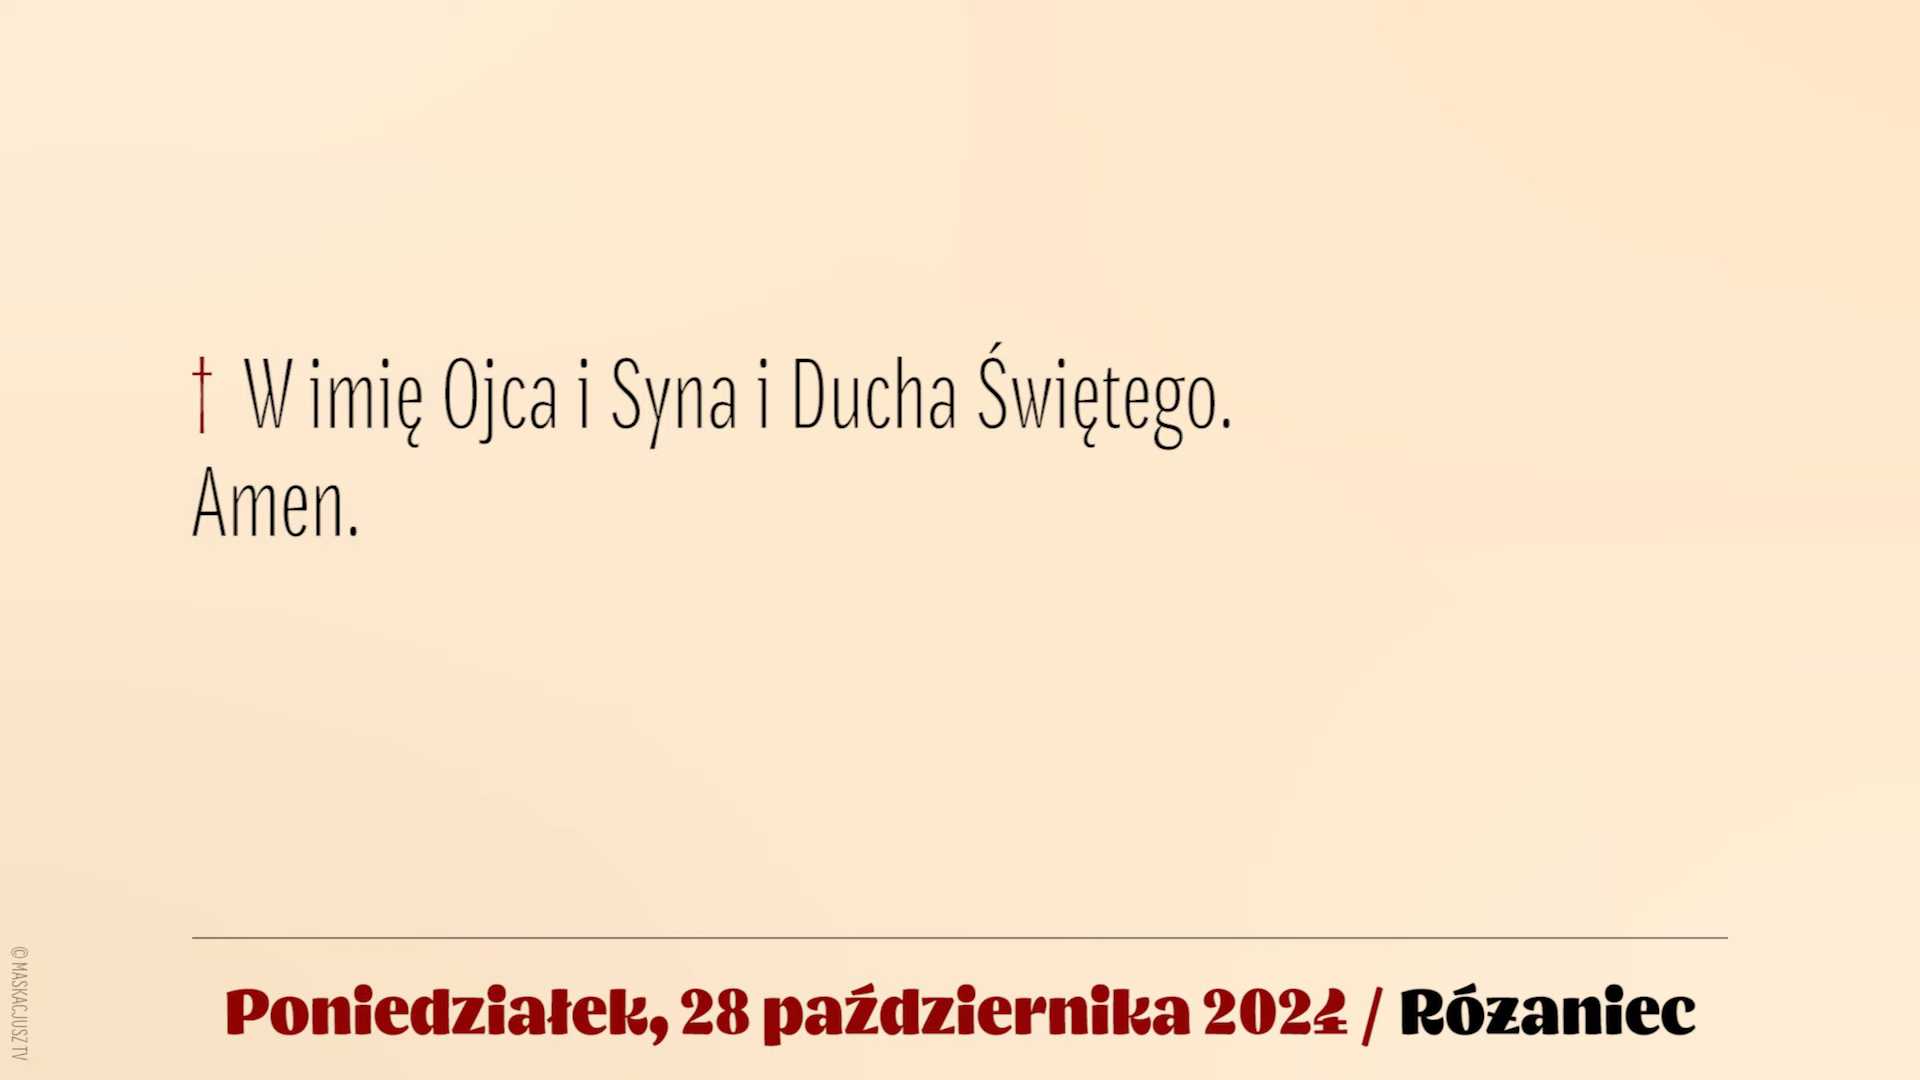 † W imię Ojca i Syna i Ducha Świętego.
Amen.
Poniedziałek, 28 października 2024 / Różaniec
© MASKACJUSZ TV